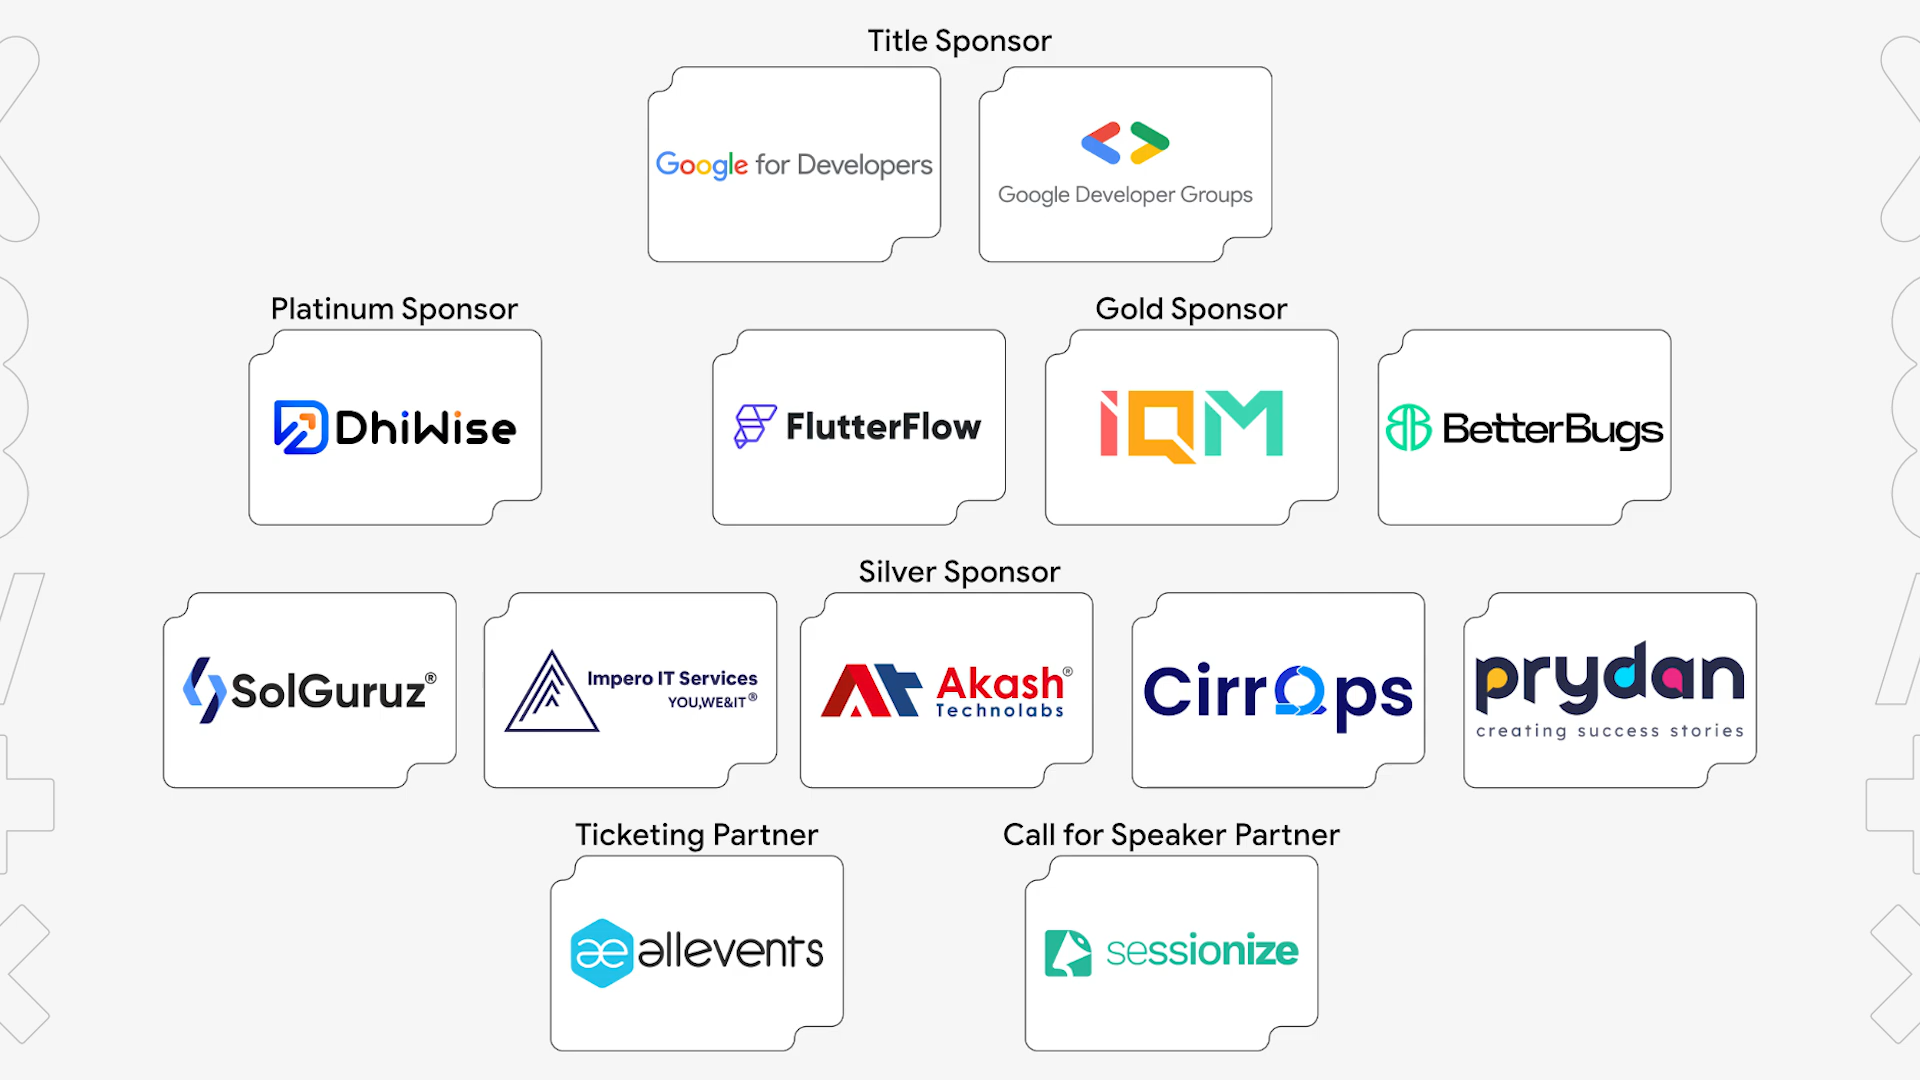 Title Sponsor
Google for Developers
Google Developer Groups
Platinum Sponsor
DhiWise
Gold Sponsor
FlutterFlow
iQM
BetterBugs
Silver Sponsor
SolGuruz®
Impero IT Services
YOU,WE&IT®
Akash®
Technolabs
CirrOps
prydan
creating success stories
Ticketing Partner
ae allevents
Call for Speaker Partner
sessionize